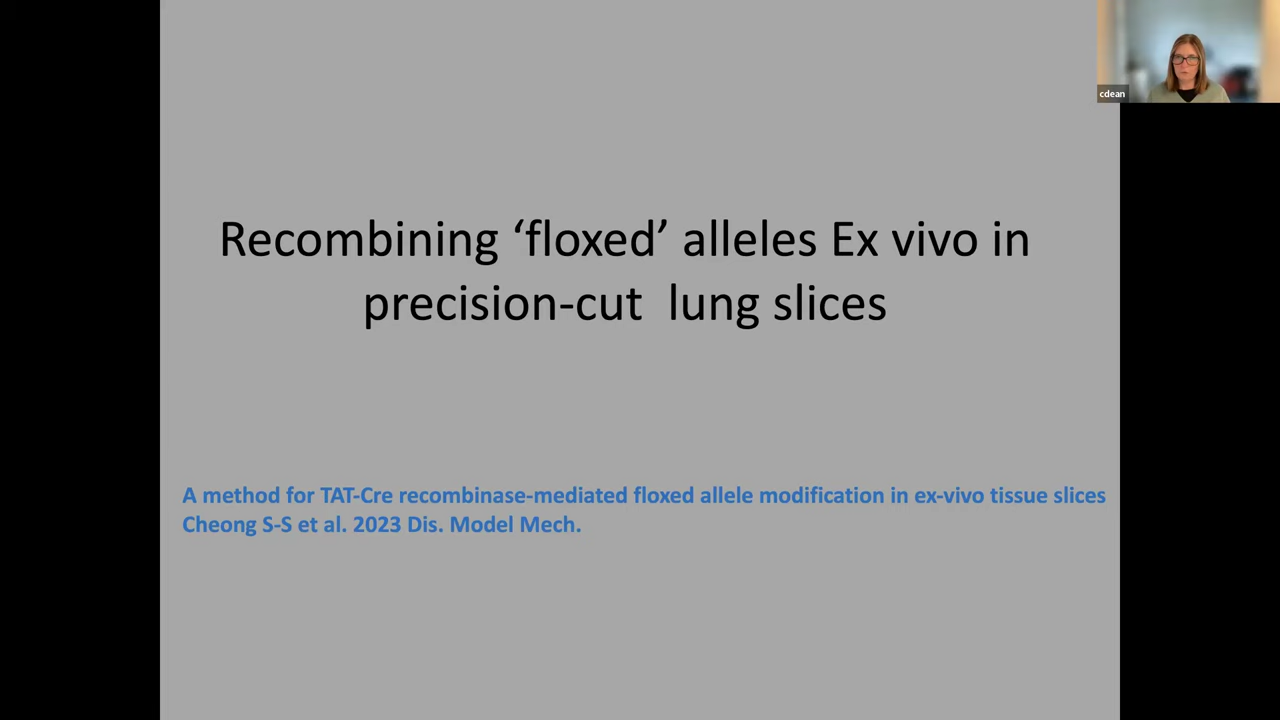 cdean
Recombining ‘floxed’ alleles Ex vivo in
precision-cut  lung slices
A method for TAT-Cre recombinase-mediated floxed allele modification in ex-vivo tissue slices
Cheong S-S et al. 2023 Dis. Model Mech.